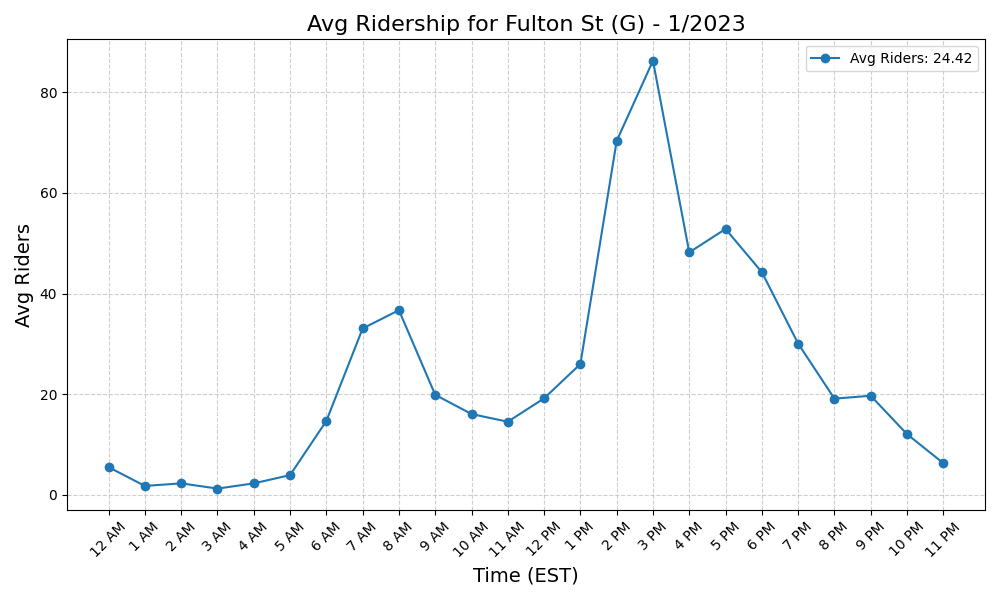 Avg Ridership for Fulton St (G) - 1/2023
Avg Riders: 24.42
Avg Riders
80
60
40
20
0
12 AM
1 AM
2 AM
3 AM
4 AM
5 AM
6 AM
7 AM
8 AM
9 AM
10 AM
11 AM
12 PM
1 PM
2 PM
3 PM
4 PM
5 PM
6 PM
7 PM
8 PM
9 PM
10 PM
11 PM
Time (EST)